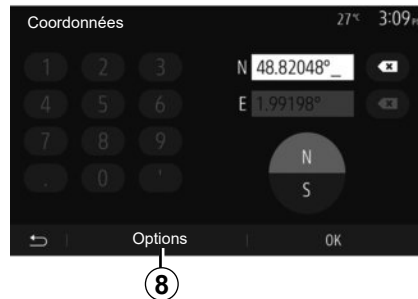 Coordonnées 27°C 3:09
1 2 3 N 48.82048°_
4 5 6 E 1.99198°
7 8 9 N
. 0 ' S
Options OK
8